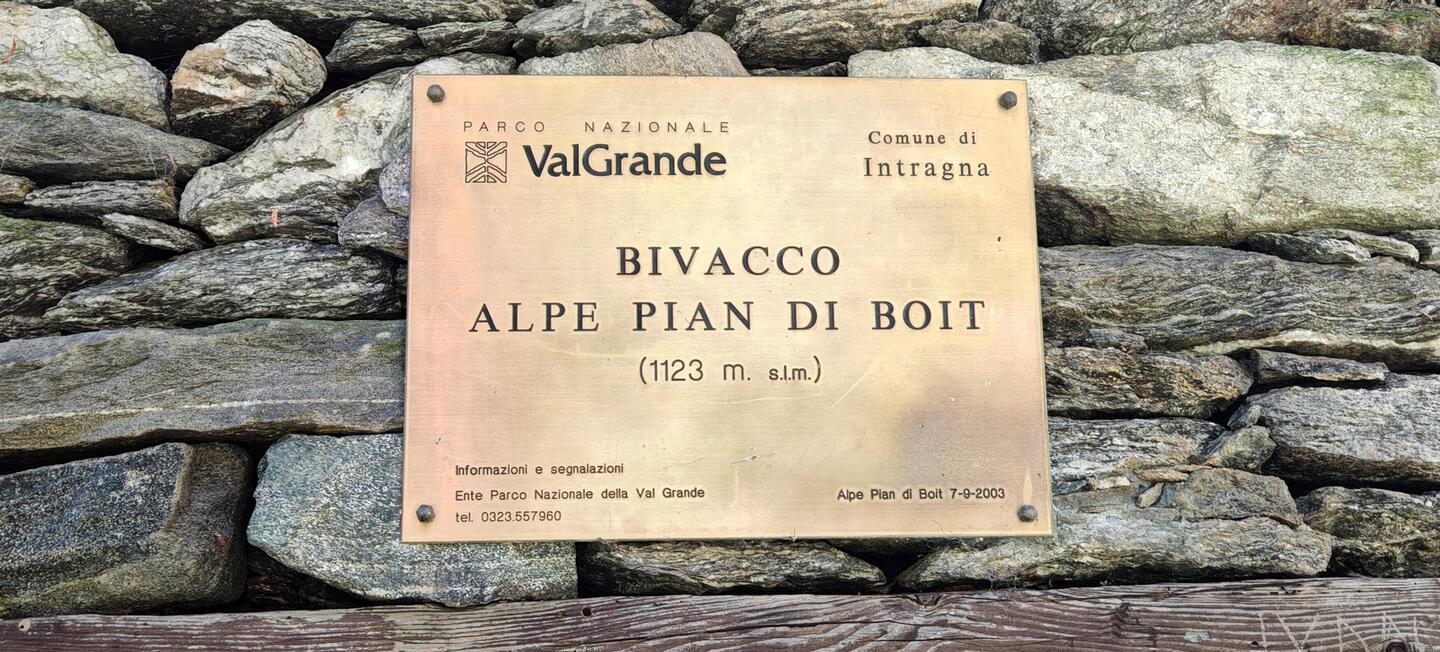 PARCO NAZIONALE
ValGrande
Comune di
Intragna
BIVACCO
ALPE PIAN DI BOIT
(1123 m. s.l.m.)
Informazioni e segnalazioni
Ente Parco Nazionale della Val Grande
tel. 0323.557960
Alpe Pian di Boit 7-9-2003